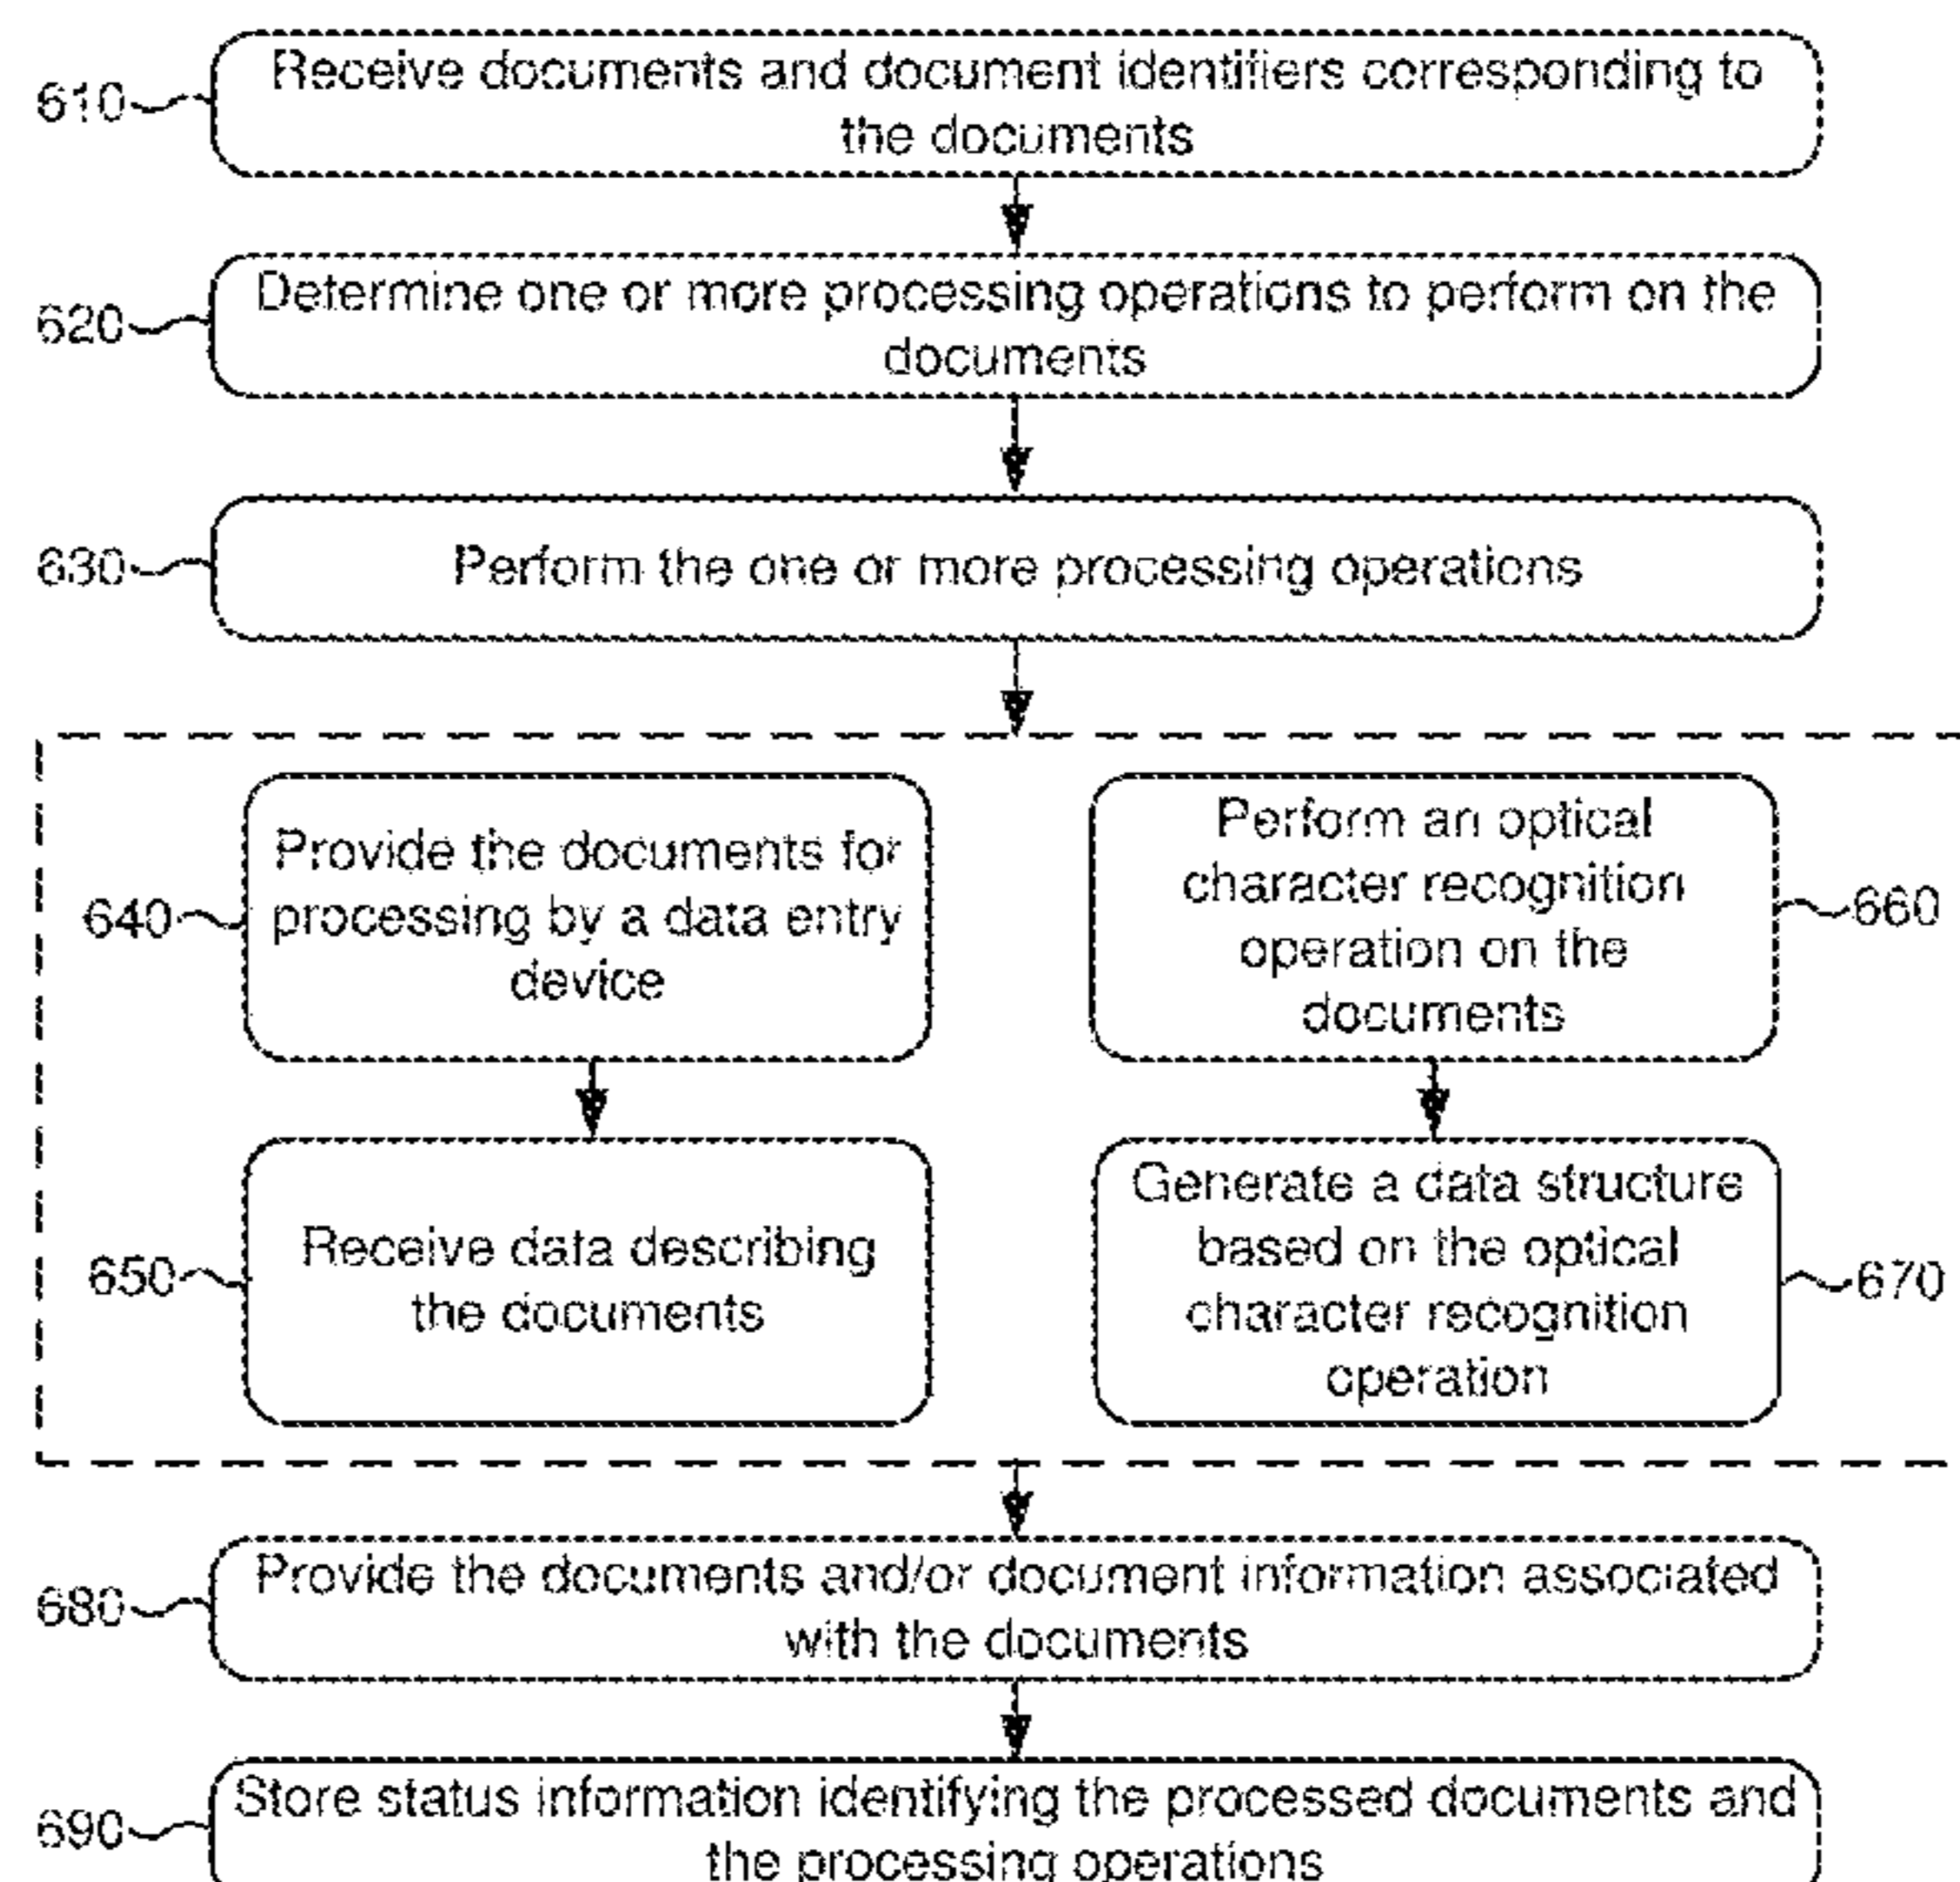 610
Receive documents and document identifiers corresponding to
the documents
620
Determine one or more processing operations to perform on the
documents
630
Perform the one or more processing operations
640
Provide the documents for
processing by a data entry
device
650
Receive data describing
the documents
Perform an optical
character recognition
operation on the
documents
660
Generate a data structure
based on the optical
character recognition
operation
670
680
Provide the documents and/or document information associated
with the documents
690
Store status information identifying the processed documents and
the processing operations